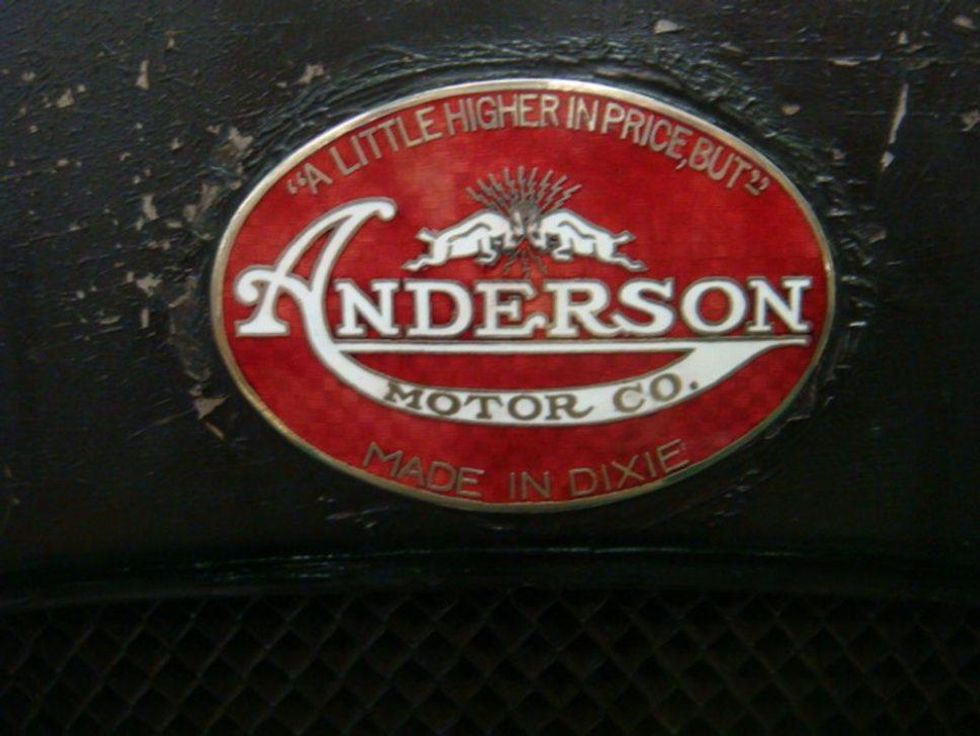 "A LITTLE HIGHER IN PRICE, BUT"
ANDERSON
MOTOR CO.
MADE IN DIXIE